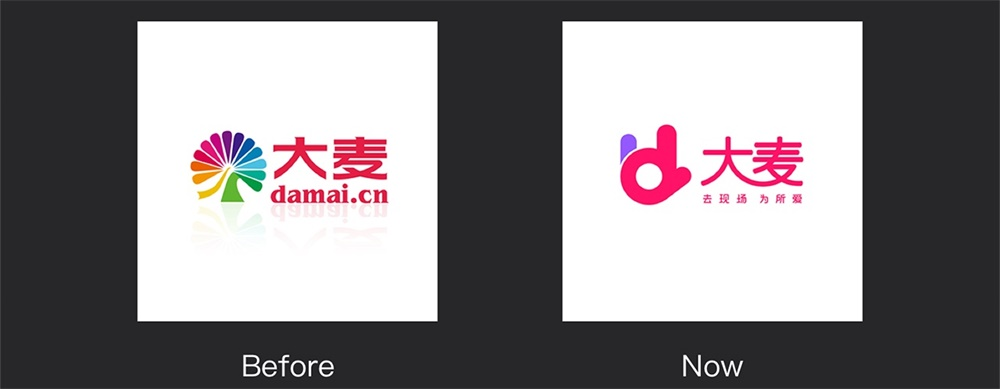 大麦
damai.cn
大麦
去现场 为所爱
Before
Now